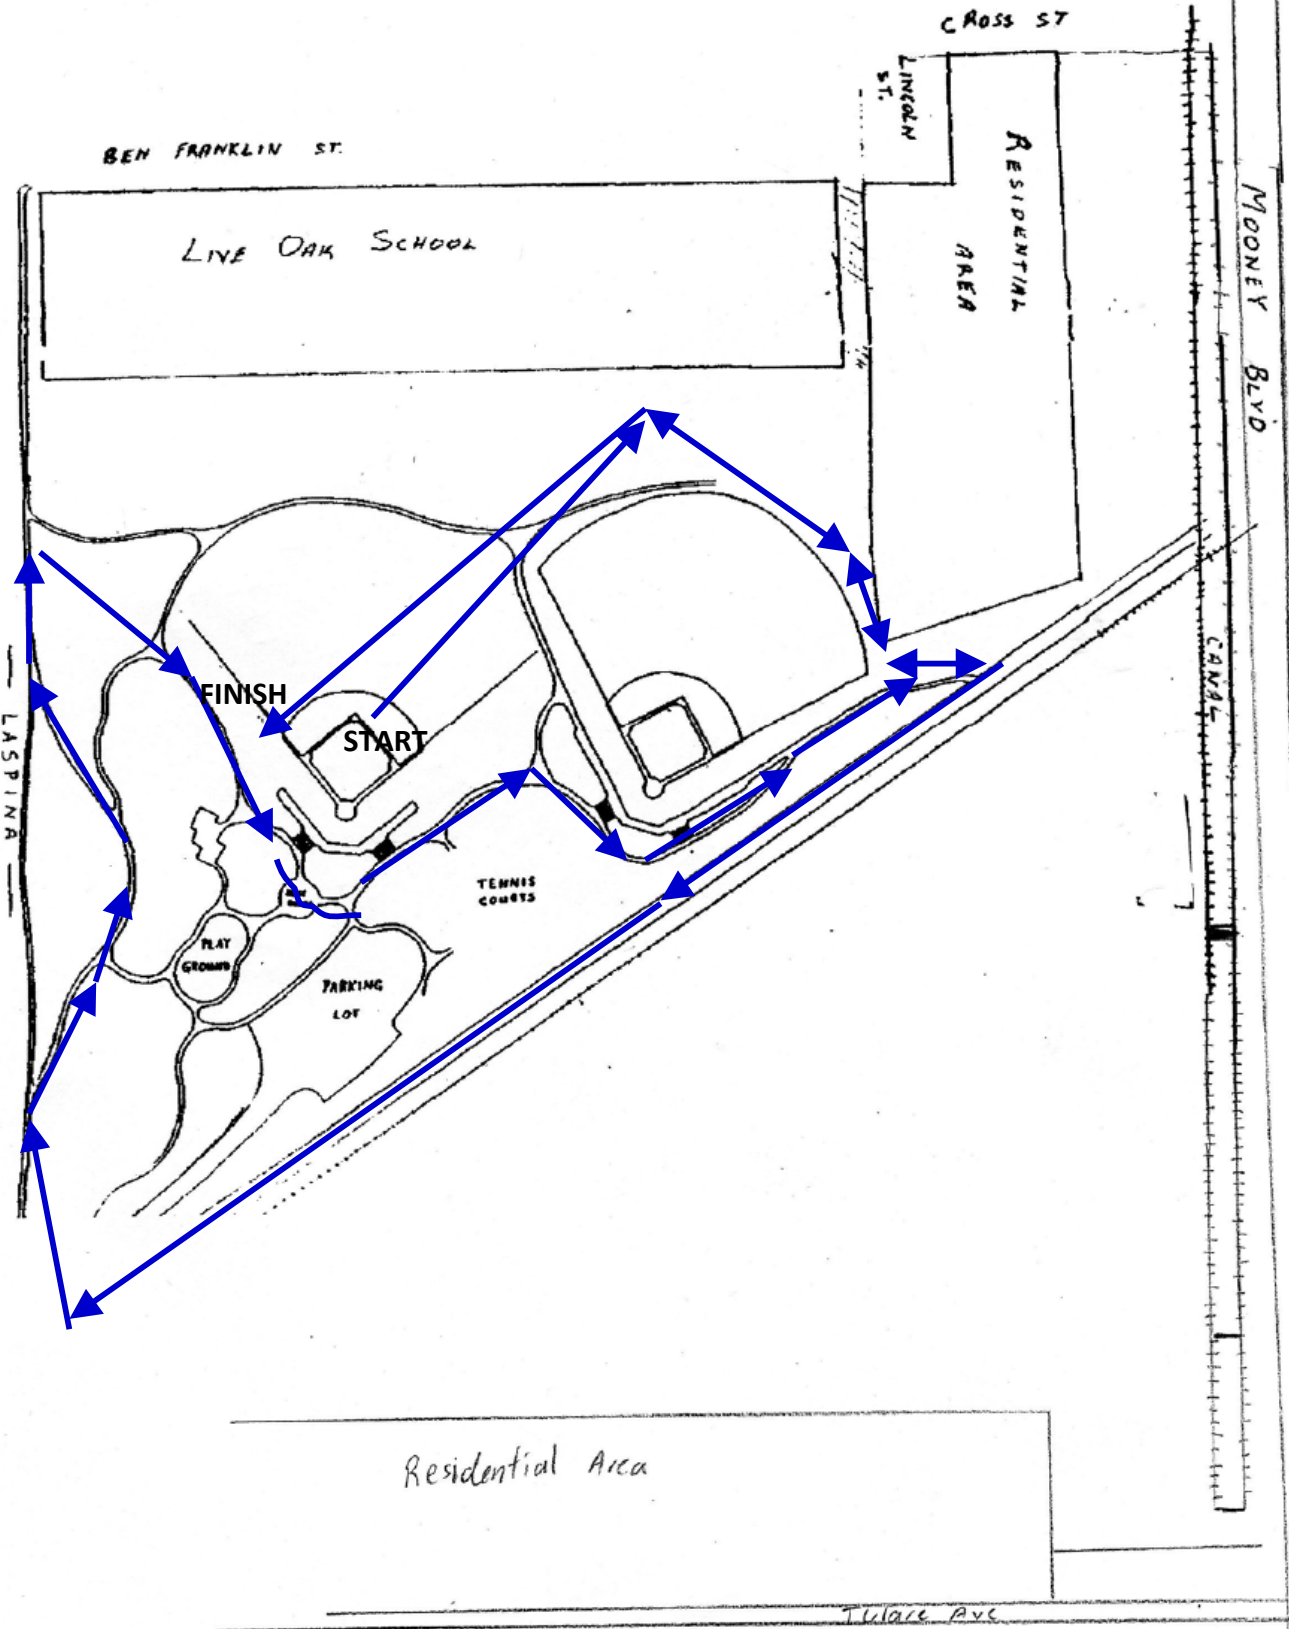 CROSS ST
LINCOLN
ST.
BEN FRANKLIN ST.
RESIDENTIAL
AREA
LIVE OAK SCHOOL
MOONEY BLVD
CANAL
LASPINA
FINISH
START
TENNIS
COURTS
PLAY
GROUND
PARKING
LOT
Residential Area
Tulare Ave